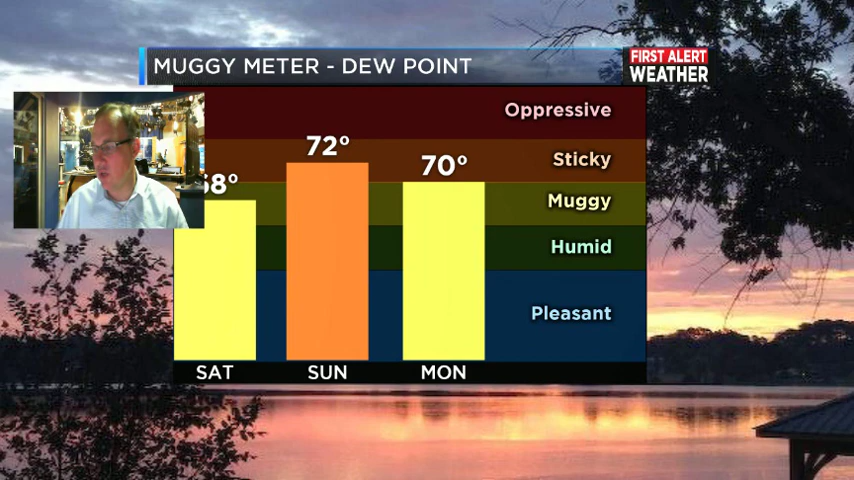 MUGGY METER - DEW POINT
FIRST ALERT
WEATHER
Oppressive
Sticky
Muggy
Humid
Pleasant
72°
70°
SAT
SUN
MON